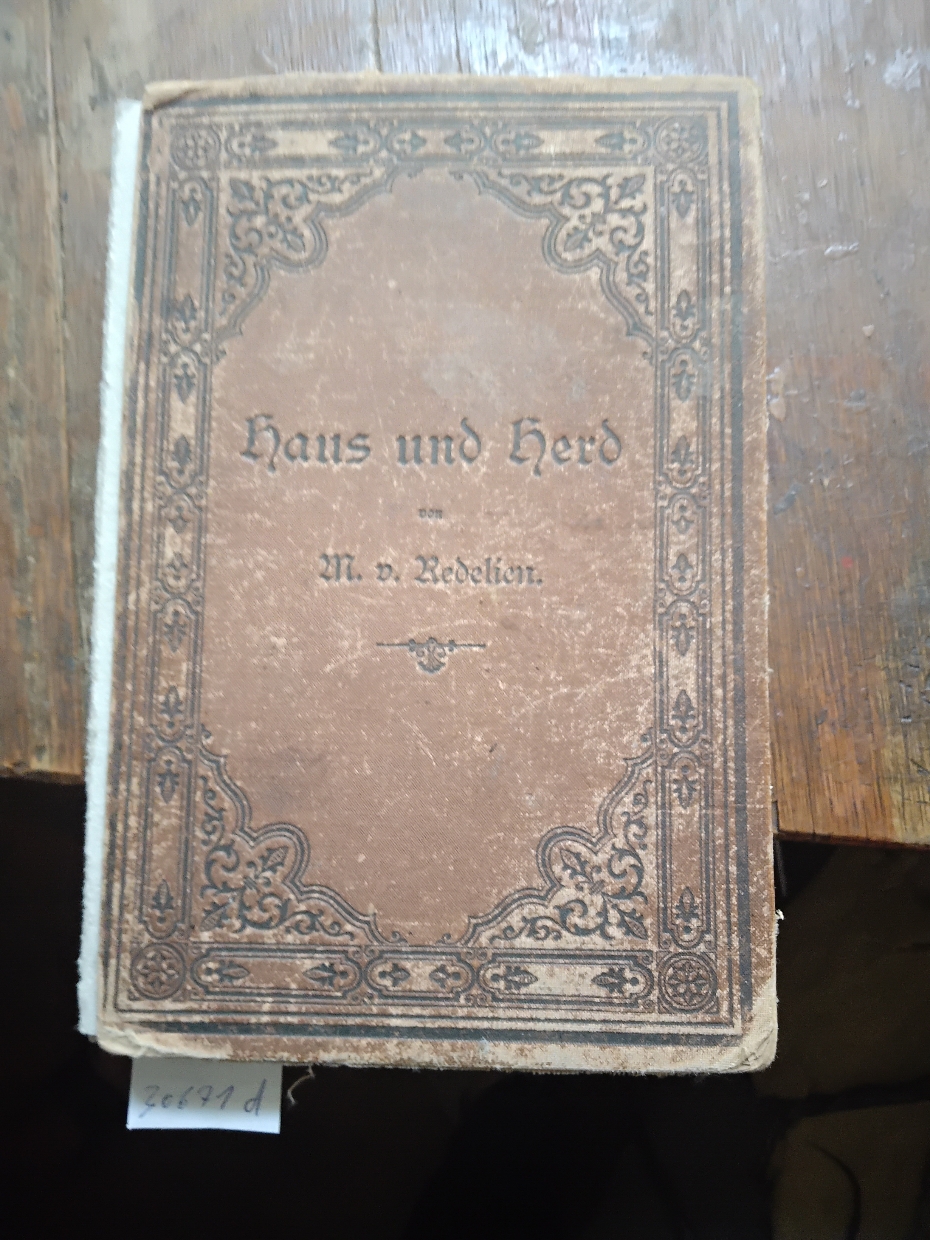 Haus und Herd
von
M. v. Redelien.
30671 d